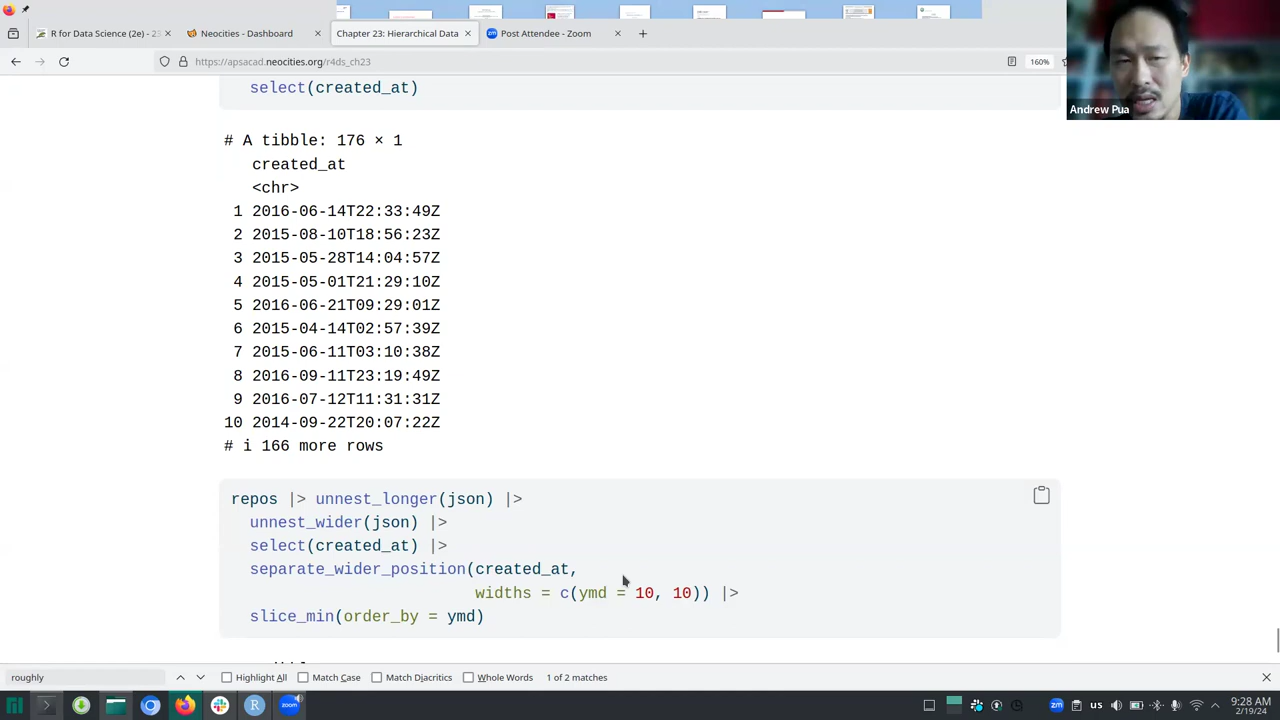 R for Data Science (2e) - 23
Neocities - Dashboard
Chapter 23: Hierarchical Data
Post Attendee - Zoom
https://apsacad.neocities.org/r4ds_ch23
160%
Andrew Pua
select(created_at)
# A tibble: 176 × 1
created_at
<chr>
1 2016-06-14T22:33:49Z
2 2015-08-10T18:56:23Z
3 2015-05-28T14:04:57Z
4 2015-05-01T21:29:10Z
5 2016-06-21T09:29:01Z
6 2015-04-14T02:57:39Z
7 2015-06-11T03:10:38Z
8 2016-09-11T23:19:49Z
9 2016-07-12T11:31:31Z
10 2014-09-22T20:07:22Z
# i 166 more rows
repos |> unnest_longer(json) |>
unnest_wider(json) |>
select(created_at) |>
separate_wider_position(created_at,
widths = c(ymd = 10, 10)) |>
slice_min(order_by = ymd)
roughly
Highlight All
Match Case
Match Diacritics
Whole Words
1 of 2 matches
zm
us
9:28 AM
2/19/24